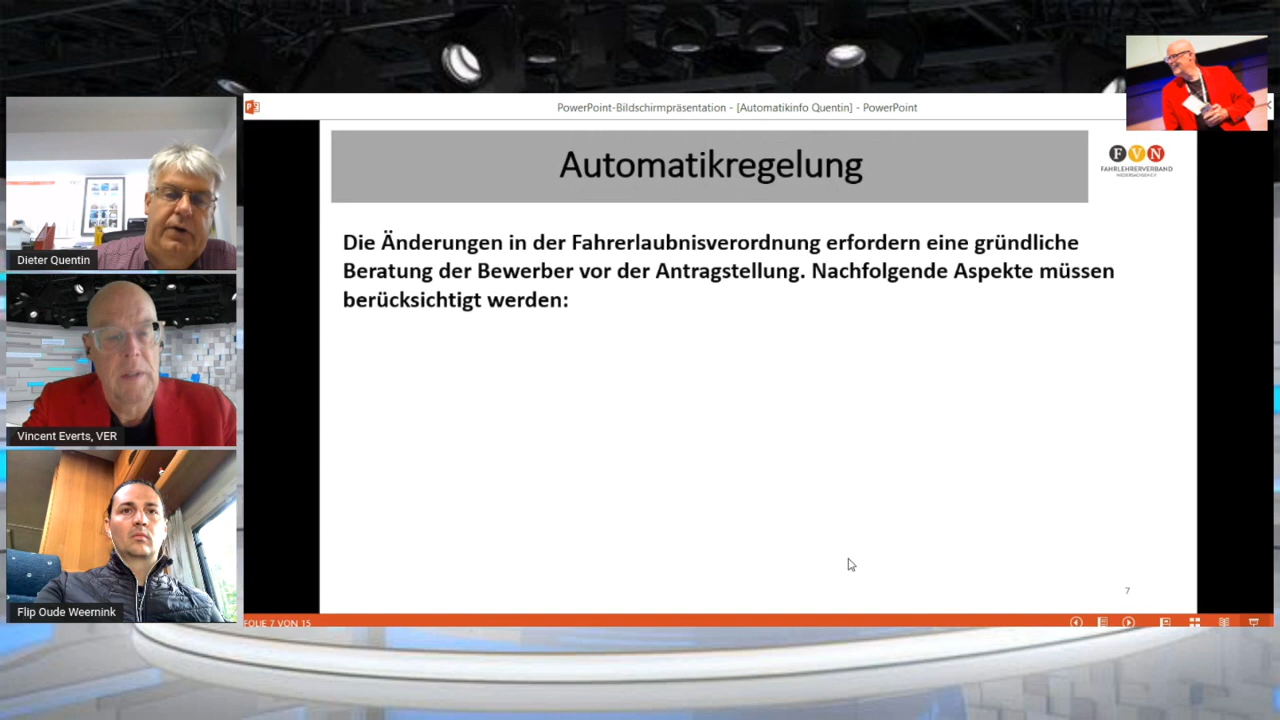 PowerPoint-Bildschirmpräsentation - [Automatikinfo Quentin] - PowerPoint
Automatikregelung
F V N
FAHRLEHRERVERBAND
NIEDERSACHSEN E.V.
Die Änderungen in der Fahrerlaubnisverordnung erfordern eine gründliche
Beratung der Bewerber vor der Antragstellung. Nachfolgende Aspekte müssen
berücksichtigt werden:
Dieter Quentin
Vincent Everts, VER
Flip Oude Weernink
7
FOLIE 7 VON 15